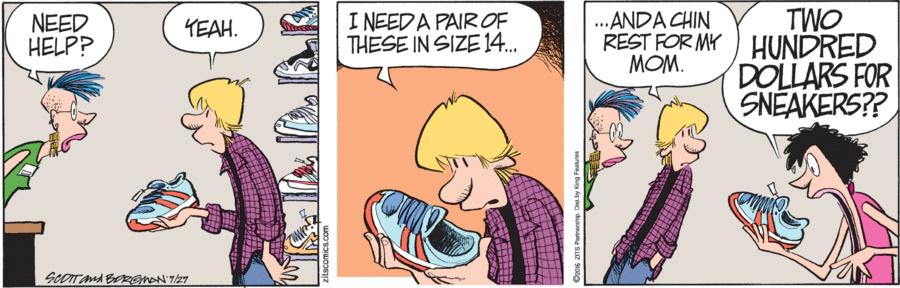 NEED
HELP?
YEAH.
SCOTT and BORGMAN 7/27
zitscomics.com
I NEED A PAIR OF
THESE IN SIZE 14...
...AND A CHIN
REST FOR MY
MOM.
TWO
HUNDRED
DOLLARS FOR
SNEAKERS??
©2016 ZITS Partnership. Dist. by King Features